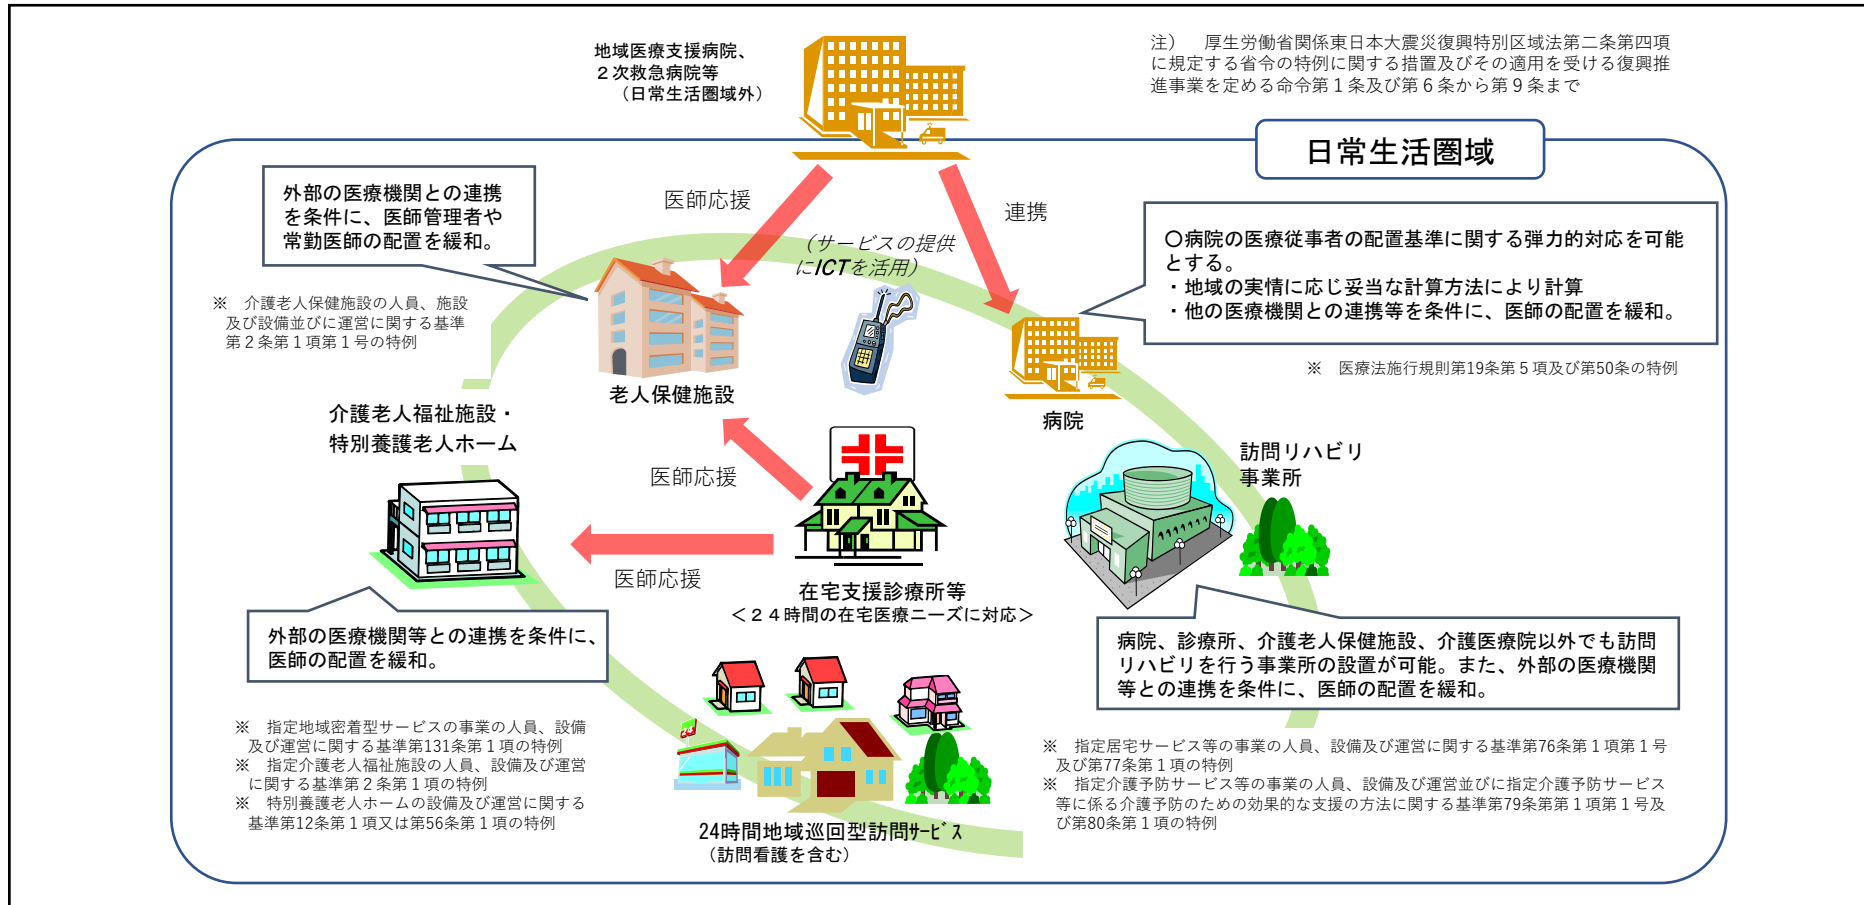 地域医療支援病院、
２次救急病院等
（日常生活圏域外）
注）　厚生労働省関係東日本大震災復興特別区域法第二条第四項
に規定する省令の特例に関する措置及びその適用を受ける復興推
進事業を定める命令第１条及び第６条から第９条まで
日常生活圏域
外部の医療機関との連携
を条件に、医師管理者や
常勤医師の配置を緩和。
医師応援
連携
（サービスの提供
にICTを活用）
〇病院の医療従事者の配置基準に関する弾力的対応を可能
とする。
・地域の実情に応じ妥当な計算方法により計算
・他の医療機関との連携等を条件に、医師の配置を緩和。
※　介護老人保健施設の人員、施設
及び設備並びに運営に関する基準
第２条第１項第１号の特例
※　医療法施行規則第19条第５項及び第50条の特例
老人保健施設
病院
介護老人福祉施設・
特別養護老人ホーム
訪問リハビリ
事業所
医師応援
医師応援
在宅支援診療所等
＜２４時間の在宅医療ニーズに対応＞
外部の医療機関等との連携を条件に、
医師の配置を緩和。
病院、診療所、介護老人保健施設、介護医療院以外でも訪問
リハビリを行う事業所の設置が可能。また、外部の医療機関
等との連携を条件に、医師の配置を緩和。
※　指定地域密着型サービスの事業の人員、設備
及び運営に関する基準第131条第１項の特例
※　指定介護老人福祉施設の人員、設備及び運営
に関する基準第２条第１項の特例
※　特別養護老人ホームの設備及び運営に関する
基準第12条第１項又は第56条第１項の特例
24
24時間地域巡回型訪問ｻｰﾋﾞｽ
（訪問看護を含む）
※　指定居宅サービス等の事業の人員、設備及び運営に関する基準第76条第１項第１号
及び第77条第１項の特例
※　指定介護予防サービス等の事業の人員、設備及び運営並びに指定介護予防サービス
等に係る介護予防のための効果的な支援の方法に関する基準第79条第第１項第１号及
び第80条第１項の特例